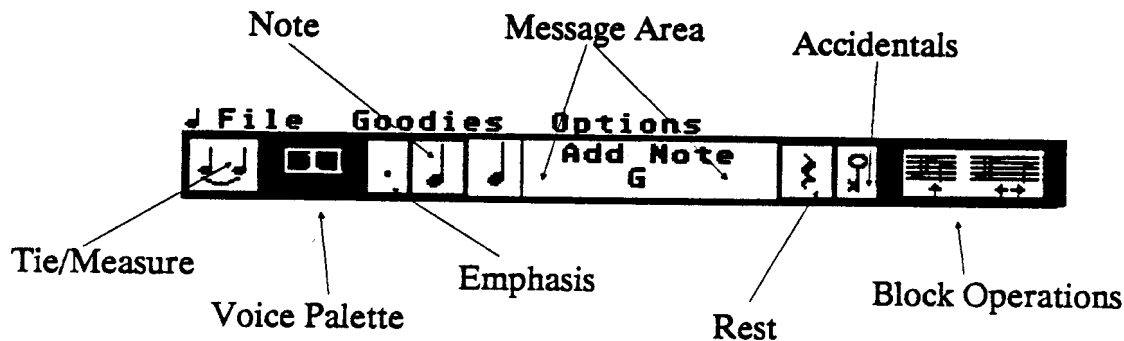 Note
Message Area
Accidentals
File Goodies Options
Add Note
G
Tie/Measure
Voice Palette
Emphasis
Rest
Block Operations